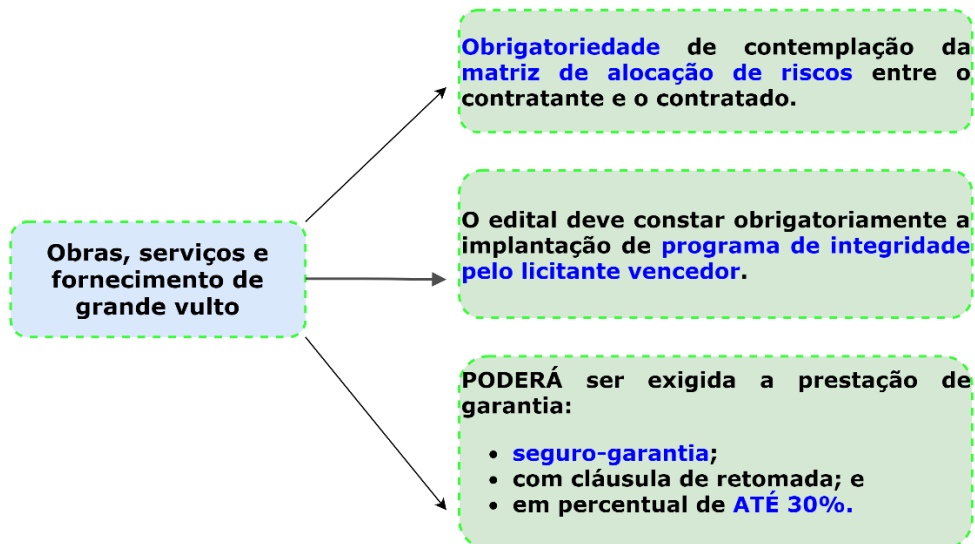 Obras, serviços e
fornecimento de
grande vulto
Obrigatoriedade de contemplação da
matriz de alocação de riscos entre o
contratante e o contratado.
O edital deve constar obrigatoriamente a
implantação de programa de integridade
pelo licitante vencedor.
PODERÁ ser exigida a prestação de
garantia:
• seguro-garantia;
• com cláusula de retomada; e
• em percentual de ATÉ 30%.